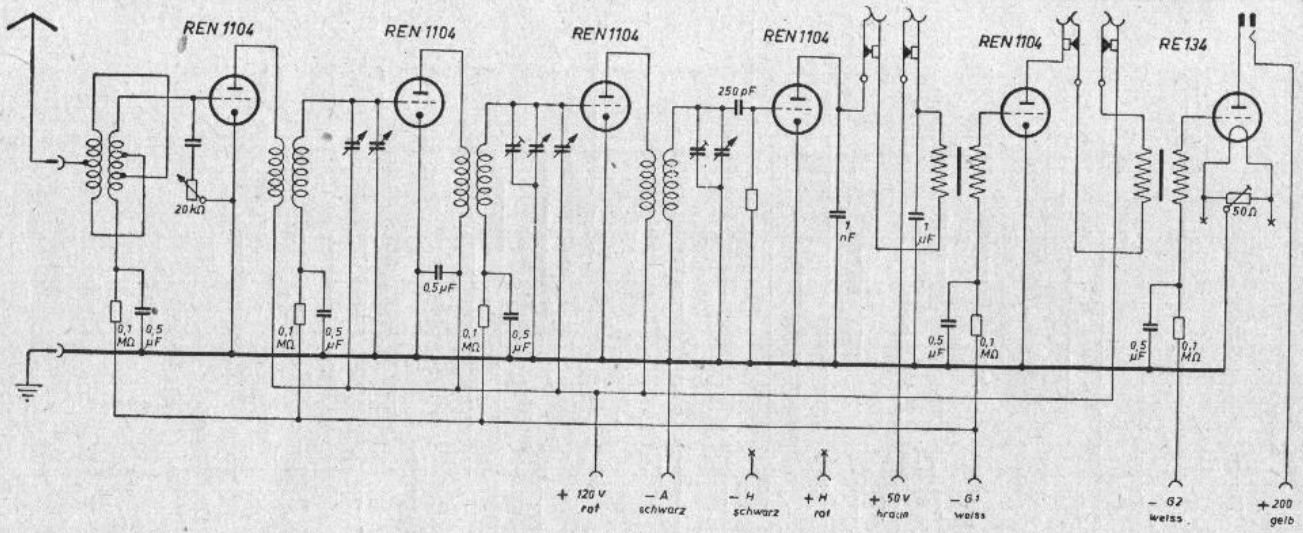 REN 1104
REN 1104
REN 1104
REN 1104
REN 1104
RE 134
250 pF
20 kΩ
50 Ω
1 nF
1 µF
0,5 µF
0,1 MΩ
0,5 µF
0,1 MΩ
0,5 µF
0,1 MΩ
0,5 µF
0,5 µF
0,1 MΩ
0,5 µF
0,1 MΩ
+ 120 V
rot
– A
schwarz
– H
schwarz
+ H
rot
+ 50 V
braun
– G1
weiss
– G2
weiss
+ 200
gelb